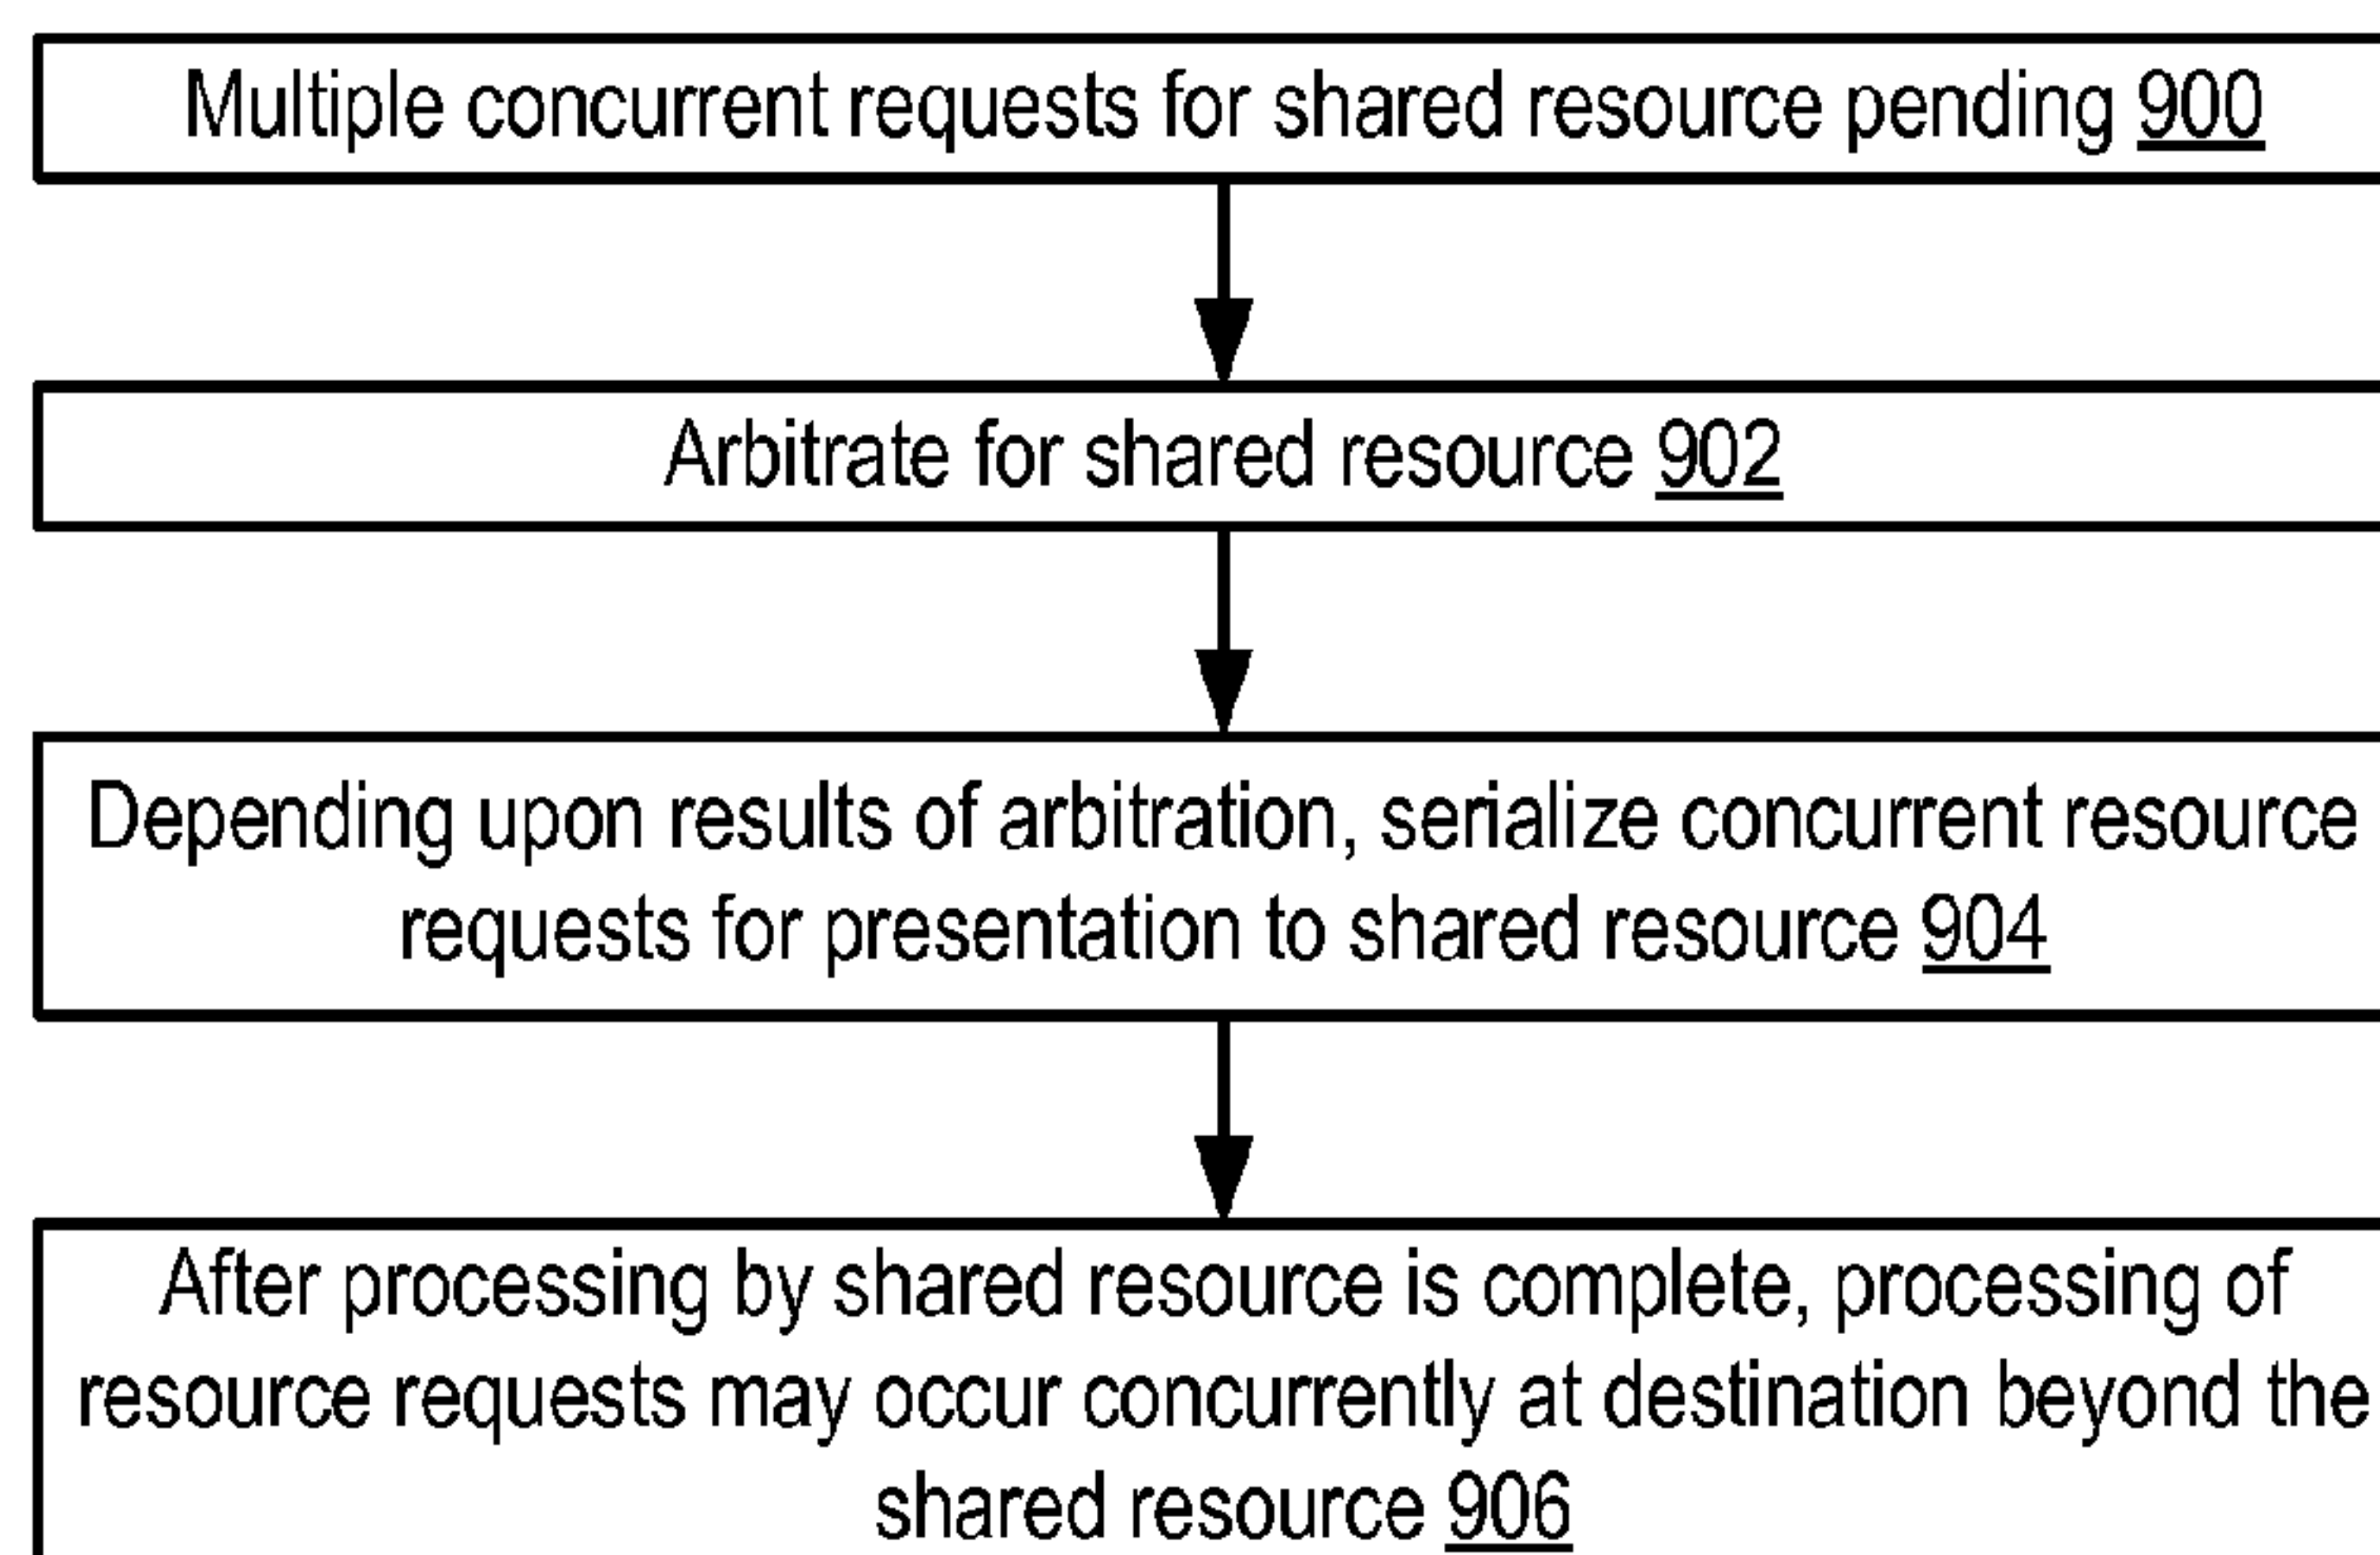 Multiple concurrent requests for shared resource pending 900
Arbitrate for shared resource 902
Depending upon results of arbitration, serialize concurrent resource
requests for presentation to shared resource 904
After processing by shared resource is complete, processing of
resource requests may occur concurrently at destination beyond the
shared resource 906